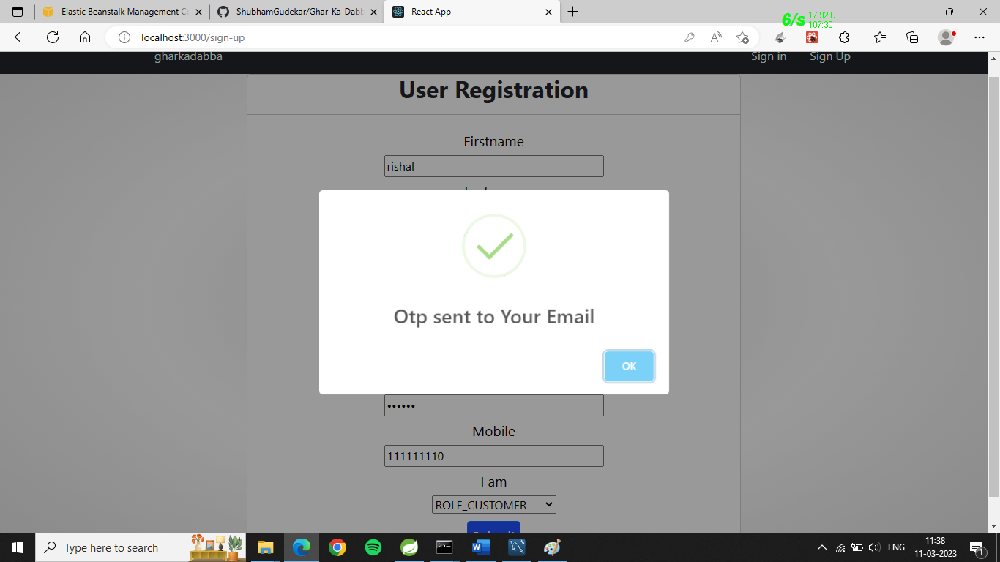 Elastic Beanstalk Management Co
ShubhamGudekar/Ghar-Ka-Dabb
React App
6/s
17.92 GB
107:30
localhost:3000/sign-up
gharkadabba
Sign in
Sign Up
User Registration
Firstname
rishal
Lastname
Otp sent to Your Email
OK
••••••
Mobile
111111110
I am
ROLE_CUSTOMER
Submit
Type here to search
ENG
11:38
11-03-2023
1